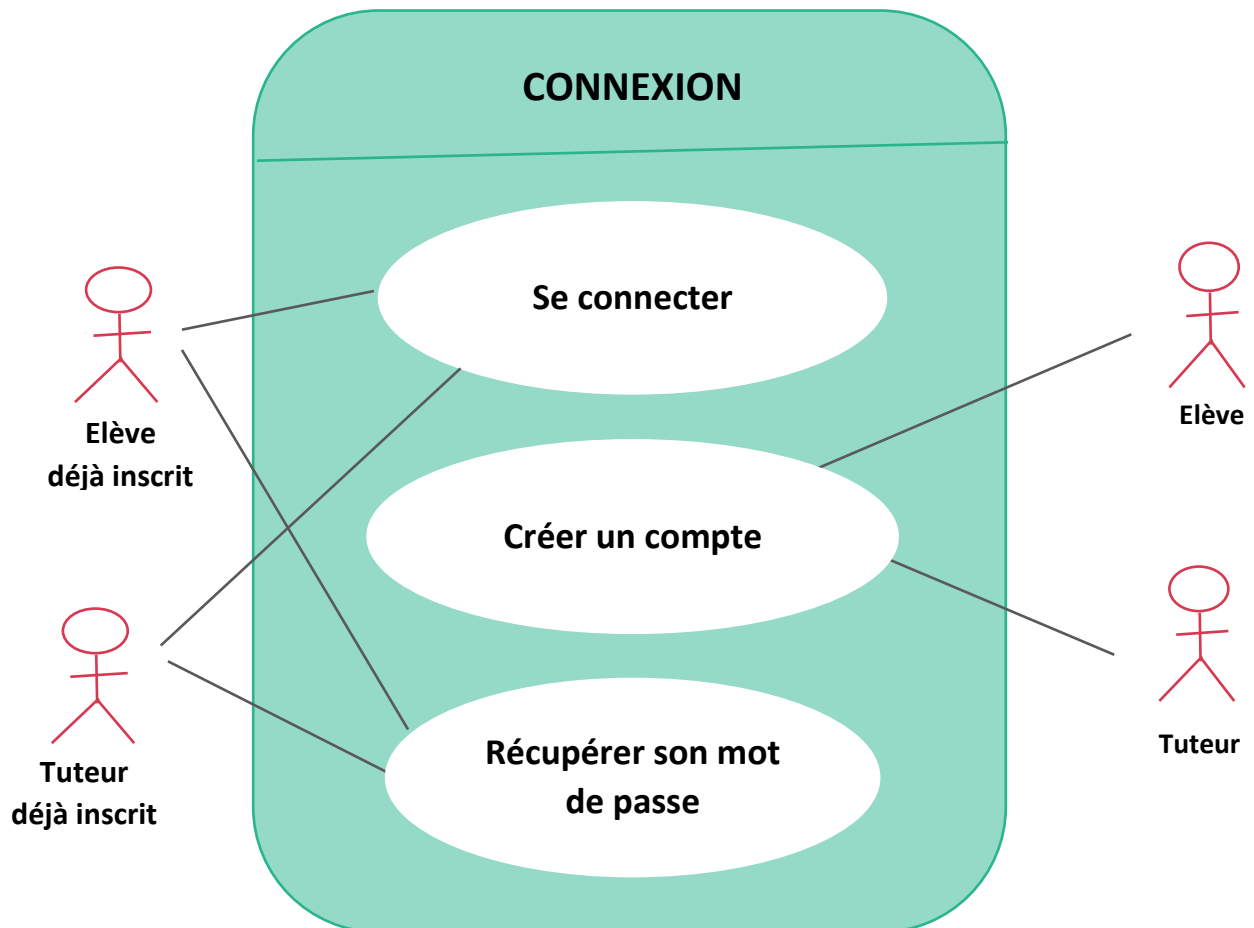 CONNEXION
Se connecter
Elève
déjà inscrit
Elève
Créer un compte
Tuteur
déjà inscrit
Récupérer son mot
de passe
Tuteur